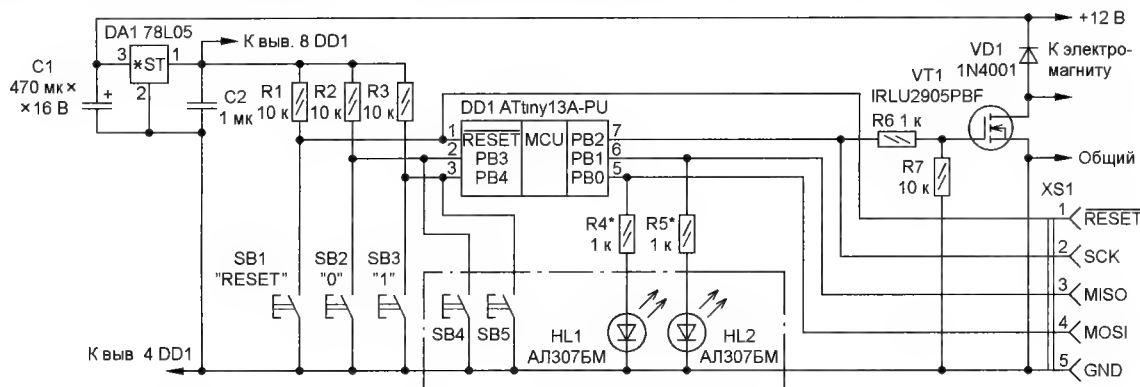 DA1 78L05
3
*ST
1
2
К выв. 8 DD1
C1
470 мк×
×16 В
+
C2
1 мк
R1
10 к
R2
10 к
R3
10 к
DD1 ATtiny13A-PU
1
RESET
MCU
PB2
7
2
PB3
PB1
6
3
PB4
PB0
5
R4*
1 к
R5*
1 к
R6 1 к
R7
10 к
VT1
IRLU2905PBF
VD1
1N4001
+12 В
К электро-
магниту
Общий
XS1
1
RESET
2
SCK
3
MISO
4
MOSI
5
GND
SB1
"RESET"
SB2
"0"
SB3
"1"
SB4
SB5
HL1
АЛ307БМ
HL2
АЛ307БМ
К выв 4 DD1